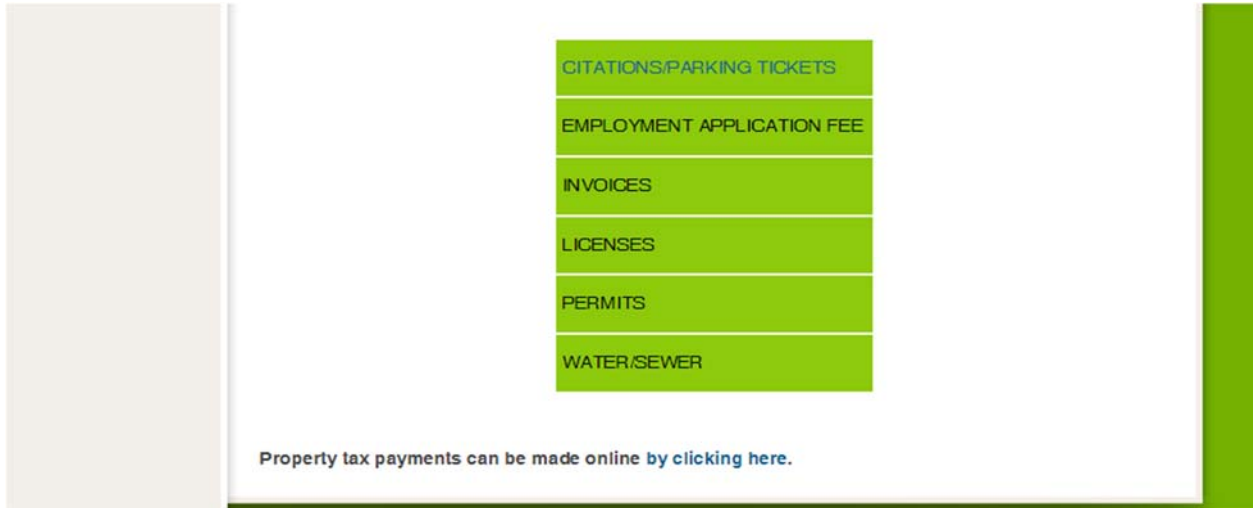 CITATIONS/PARKING TICKETS
EMPLOYMENT APPLICATION FEE
INVOICES
LICENSES
PERMITS
WATER/SEWER
Property tax payments can be made online by clicking here.